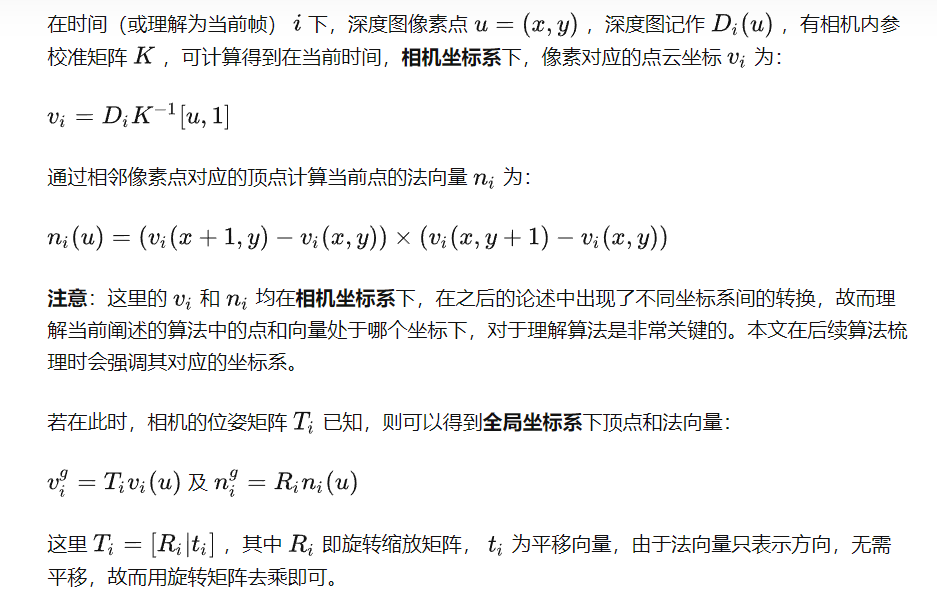 在时间（或理解为当前帧） i 下，深度图像素点 u = (x, y) ，深度图记作 D_i(u) ，有相机内参
校准矩阵 K ，可计算得到在当前时间，相机坐标系下，像素对应的点云坐标 v_i 为：
v_i = D_i K^{-1}[u, 1]
通过相邻像素点对应的顶点计算当前点的法向量 n_i 为：
n_i(u) = (v_i(x + 1, y) − v_i(x, y)) × (v_i(x, y + 1) − v_i(x, y))
注意：这里的 v_i 和 n_i 均在相机坐标系下，在之后的论述中出现了不同坐标系间的转换，故而理
解当前阐述的算法中的点和向量处于哪个坐标下，对于理解算法是非常关键的。本文在后续算法梳
理时会强调其对应的坐标系。
若在此时，相机的位姿矩阵 T_i 已知，则可以得到全局坐标系下顶点和法向量：
v_i^g = T_i v_i(u) 及 n_i^g = R_i n_i(u)
这里 T_i = [R_i|t_i] ，其中 R_i 即旋转缩放矩阵， t_i 为平移向量，由于法向量只表示方向，无需
平移，故而用旋转矩阵去乘即可。